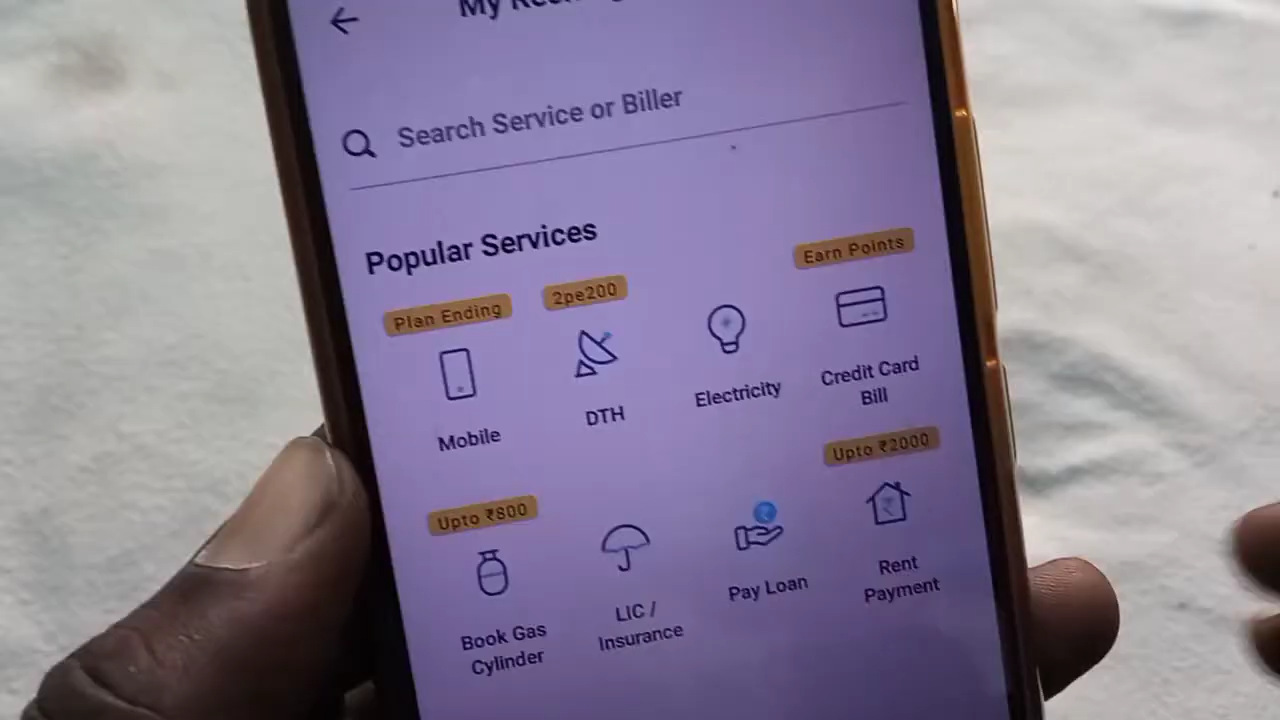 My
Search Service or Biller
Popular Services
Plan Ending
2pe200
Earn Points
Mobile
DTH
Electricity
Credit Card
Bill
Upto ₹800
Upto ₹2000
Book Gas
Cylinder
LIC /
Insurance
Pay Loan
Rent
Payment